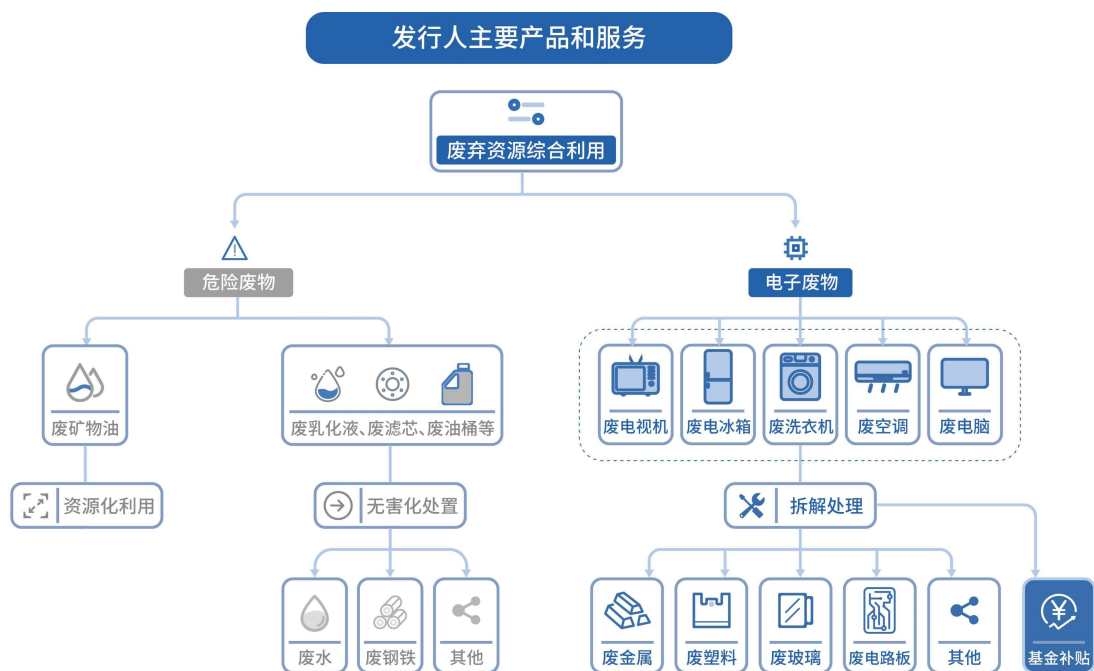 发行人主要产品和服务
废弃资源综合利用
危险废物
电子废物
废矿物油
废乳化液、废滤芯、废油桶等
废电视机
废电冰箱
废洗衣机
废空调
废电脑
资源化利用
无害化处置
拆解处理
废水
废钢铁
其他
废金属
废塑料
废玻璃
废电路板
其他
¥
基金补贴